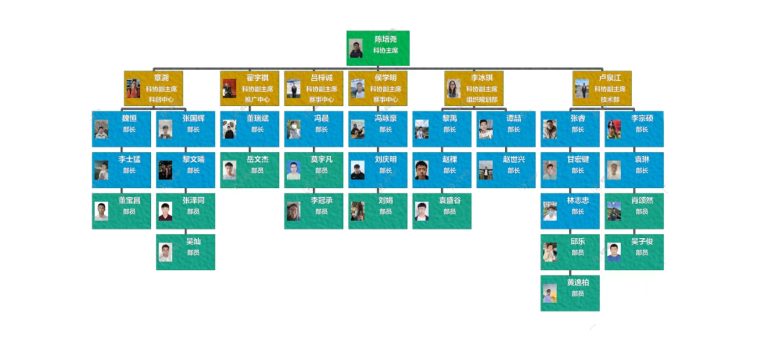 陈培尧
科协主席
章潞
科协副主席
科创中心
翟宇祺
科协副主席
推广中心
吕梓诚
科协副主席
赛事中心
侯学明
科协副主席
赛事中心
李冰琪
科协副主席
组织规划部
卢泉江
科协副主席
技术部
魏恒
部长
张国辉
部长
董瑞斌
部长
冯晨
部长
冯咏豪
部长
黎禹
部长
谭喆
部长
张睿
部长
李宗硕
部长
李士猛
部长
黎文晞
部长
岳文杰
部员
莫宇凡
部员
刘庆明
部长
赵稞
部长
赵世兴
部长
甘宏键
部长
袁琳
部长
董宝昌
部员
张泽同
部员
李冠承
部员
刘娟
部员
袁盛谷
部员
林志忠
部长
肖颂然
部员
吴灿
部员
邱乐
部员
吴子俊
部员
黄逸柏
部员